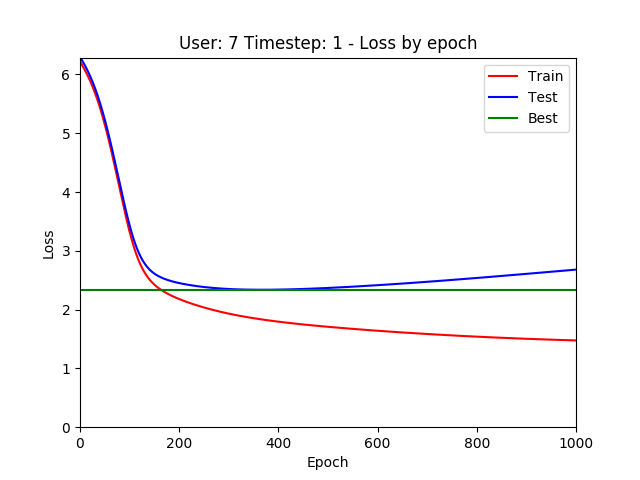 User: 7 Timestep: 1 - Loss by epoch
Train
Test
Best
Loss
6
5
4
3
2
1
0
0 200 400 600 800 1000
Epoch